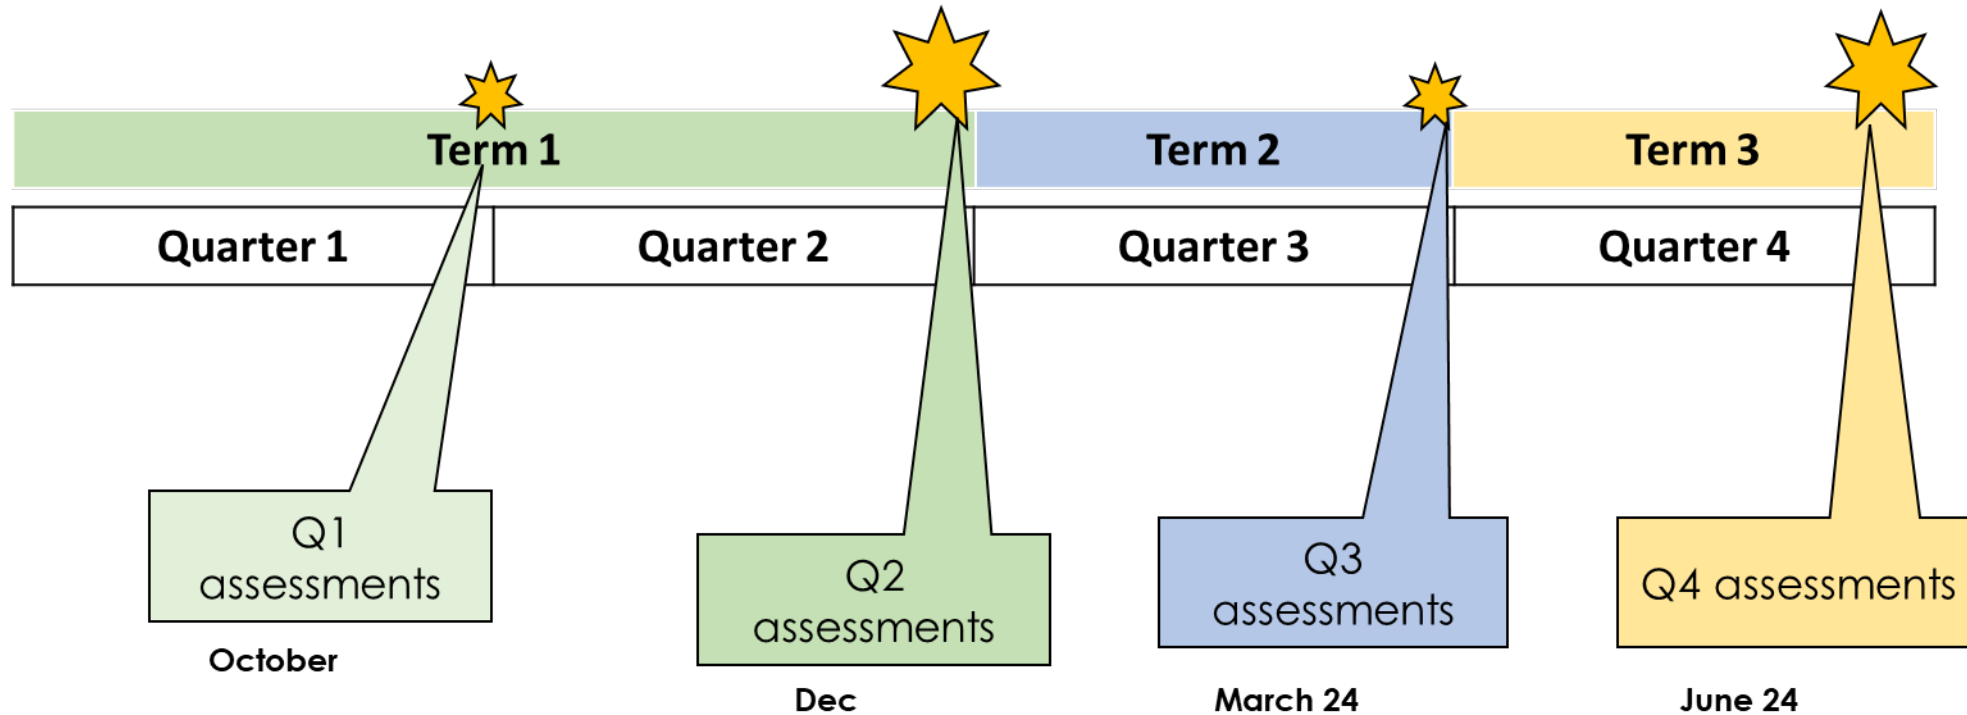 Term 1
Term 2
Term 3
Quarter 1
Quarter 2
Quarter 3
Quarter 4
Q1
assessments
October
Q2
assessments
Dec
Q3
assessments
March 24
Q4 assessments
June 24